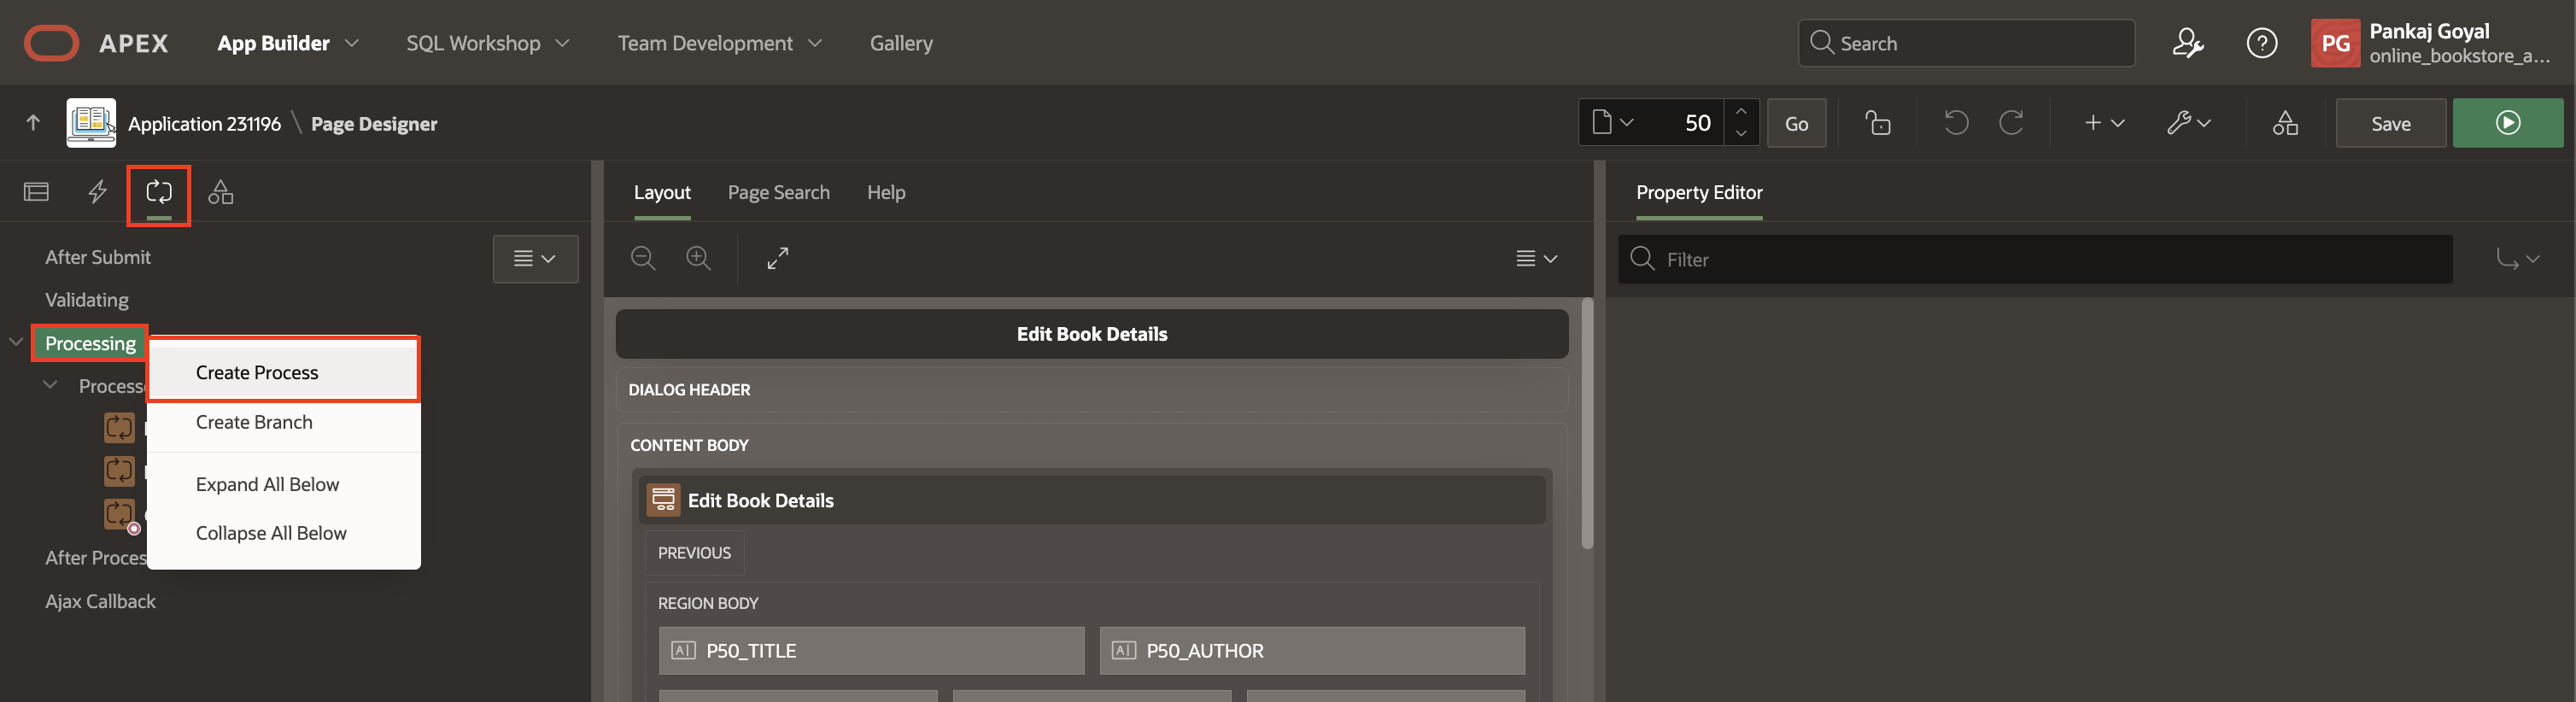 APEX App Builder SQL Workshop Team Development Gallery Search PG Pankaj Goyal
online_bookstore_a...
Application 231196 \ Page Designer 50 Go Save
Layout Page Search Help Property Editor
After Submit
Filter
Validating
Processing
Create Process
Create Branch
Expand All Below
Collapse All Below
After Proces
Ajax Callback
Edit Book Details
DIALOG HEADER
CONTENT BODY
Edit Book Details
PREVIOUS
REGION BODY
P50_TITLE P50_AUTHOR